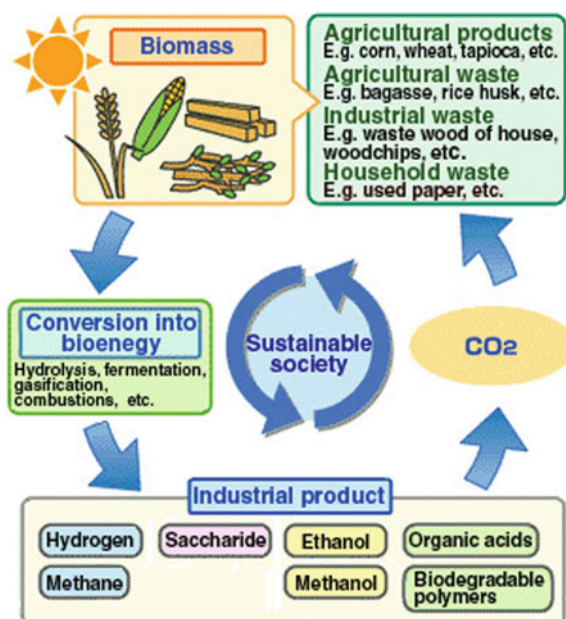 Biomass
Agricultural products
E.g. corn, wheat, tapioca, etc.
Agricultural waste
E.g. bagasse, rice husk, etc.
Industrial waste
E.g. waste wood of house,
woodchips, etc.
Household waste
E.g. used paper, etc.
Conversion into
bioenegy
Hydrolysis, fermentation,
gasification,
combustions, etc.
Sustainable
society
CO2
Industrial product
Hydrogen
Saccharide
Ethanol
Organic acids
Methane
Methanol
Biodegradable
polymers